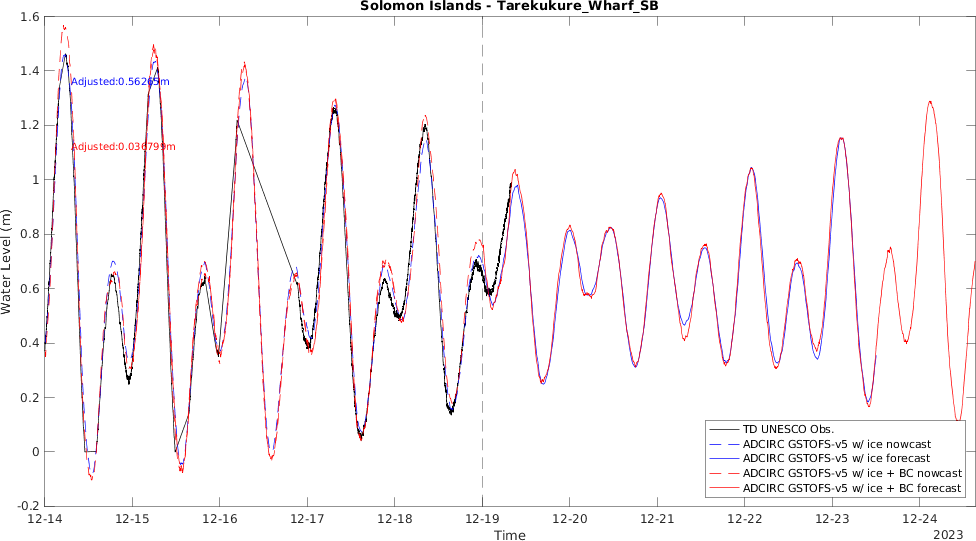 Solomon Islands - Tarekukure_Wharf_SB
1.6
1.4
1.2
1
0.8
0.6
0.4
0.2
0
-0.2
Water Level (m)
Adjusted:0.56265m
Adjusted:0.036799m
TD UNESCO Obs.
ADCIRC GSTOFS-v5 w/ ice nowcast
ADCIRC GSTOFS-v5 w/ ice forecast
ADCIRC GSTOFS-v5 w/ ice + BC nowcast
ADCIRC GSTOFS-v5 w/ ice + BC forecast
12-14 12-15 12-16 12-17 12-18 12-19 12-20 12-21 12-22 12-23 12-24
Time
2023